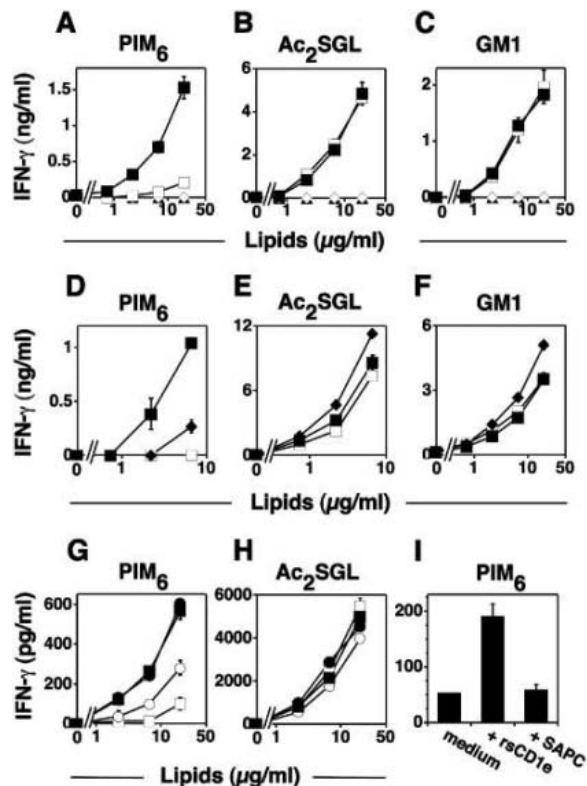 A PIM6
B Ac2SGL
C GM1
IFN-γ (ng/ml)
1.5
1
0.5
0
6
4
2
0
2
1
0
0 1 10 50
0 1 10 50
0 1 10 50
Lipids (µg/ml)
D PIM6
E Ac2SGL
F GM1
IFN-γ (ng/ml)
1
0.5
0
12
6
0
6
3
0
0 1 10
0 1 10
0 1 10 50
Lipids (µg/ml)
G PIM6
H Ac2SGL
I PIM6
IFN-γ (pg/ml)
600
400
200
0
6000
4000
2000
0
200
100
0
0 1 10 50
0 1 10 50
medium
+ rsCD1e
+ SAPC
Lipids (µg/ml)